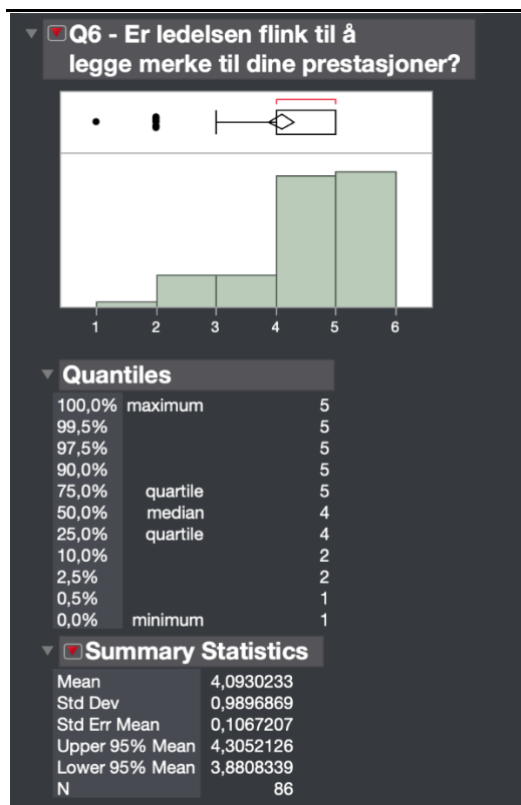 Q6 - Er ledelsen flink til å
legge merke til dine prestasjoner?
1 2 3 4 5 6
Quantiles
100,0% maximum 5
99,5% 5
97,5% 5
90,0% 5
75,0% quartile 5
50,0% median 4
25,0% quartile 4
10,0% 2
2,5% 2
0,5% 1
0,0% minimum 1
Summary Statistics
Mean 4,0930233
Std Dev 0,9896869
Std Err Mean 0,1067207
Upper 95% Mean 4,3052126
Lower 95% Mean 3,8808339
N 86